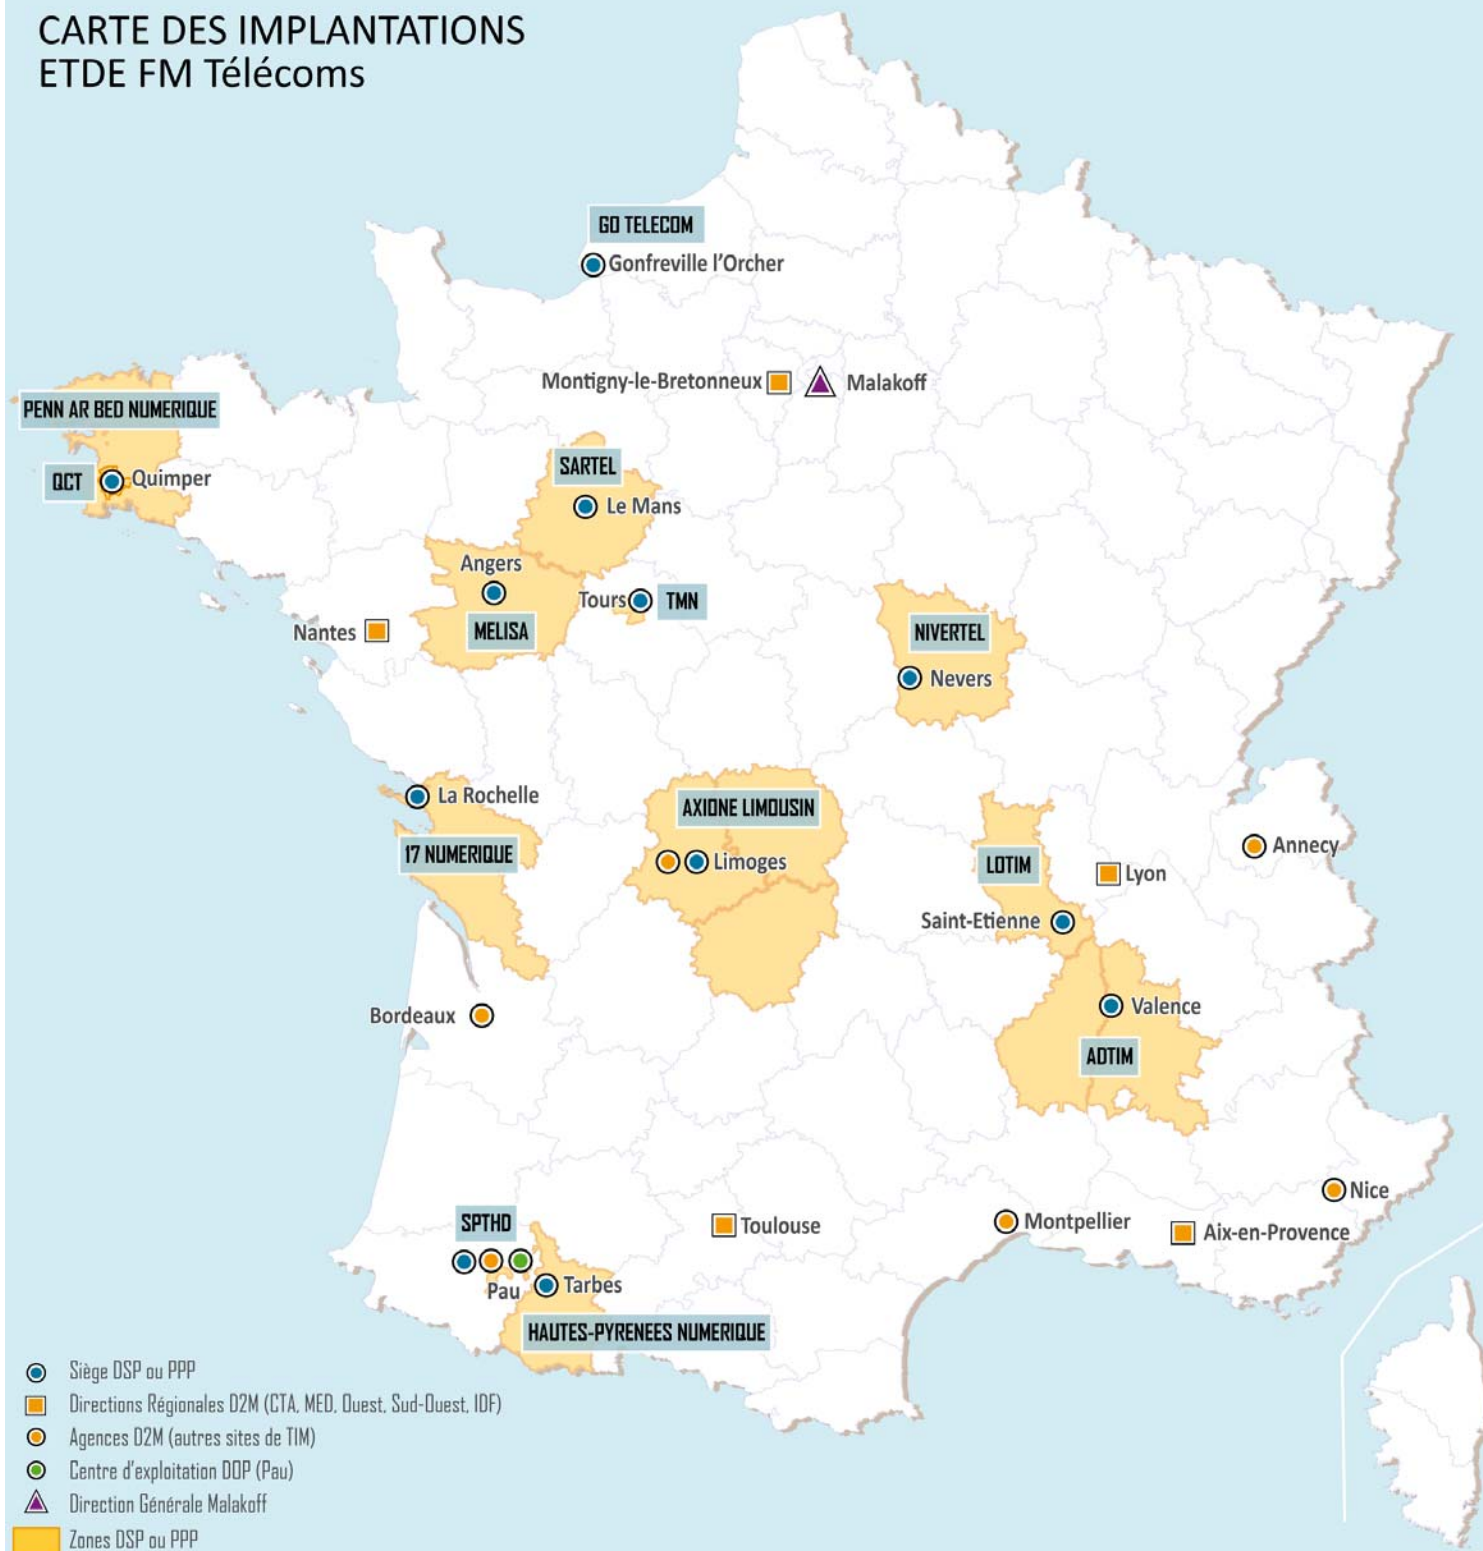 CARTE DES IMPLANTATIONS
ETDE FM Télécoms
GO TELECOM
Gonfreville l'Orcher
Montigny-le-Bretonneux
Malakoff
PENN AR BED NUMERIQUE
QCT
Quimper
SARTEL
Le Mans
Angers
MELISA
Tours
TMN
Nantes
NIVERTEL
Nevers
La Rochelle
17 NUMERIQUE
AXIONE LIMOUSIN
Limoges
LOTIM
Lyon
Annecy
Saint-Etienne
Valence
ADTIM
Bordeaux
Nice
Montpellier
Aix-en-Provence
Toulouse
SPTHD
Pau
Tarbes
HAUTES-PYRENEES NUMERIQUE
Siège DSP ou PPP
Directions Régionales D2M (CTA, MED, Ouest, Sud-Ouest, IDF)
Agences D2M (autres sites de TIM)
Centre d'exploitation DOP (Pau)
Direction Générale Malakoff
Zones DSP ou PPP